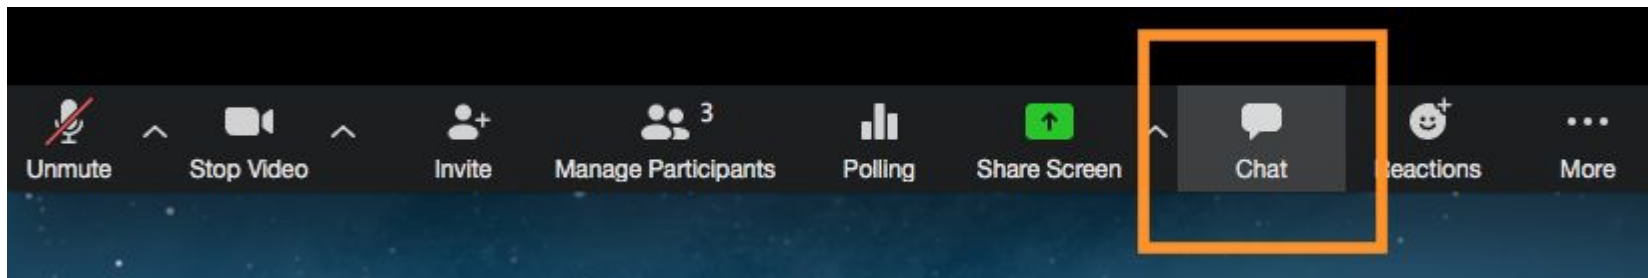 3
Unmute
Stop Video
Invite
Manage Participants
Polling
Share Screen
Chat
Reactions
More